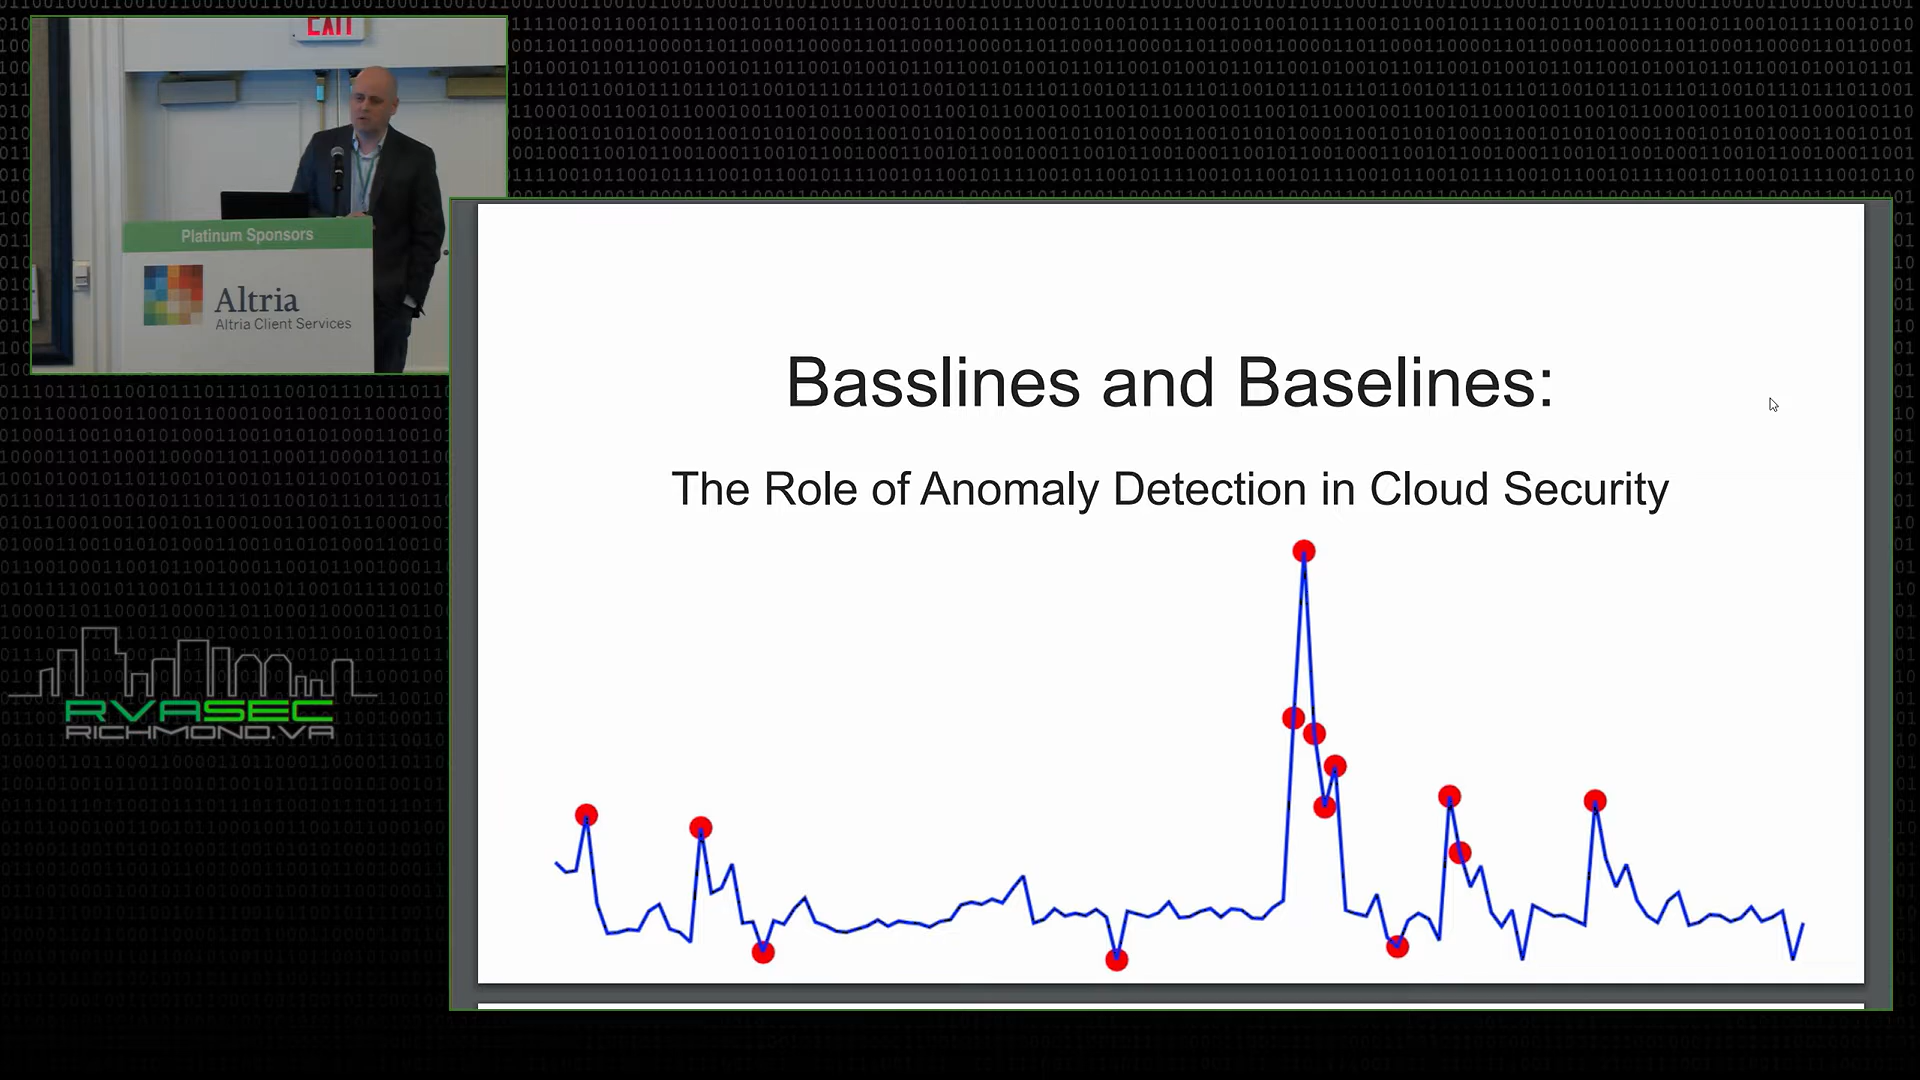 EXIT
Platinum Sponsors
Altria
Altria Client Services
Basslines and Baselines:
The Role of Anomaly Detection in Cloud Security
RVASEC
RICHMOND.VA